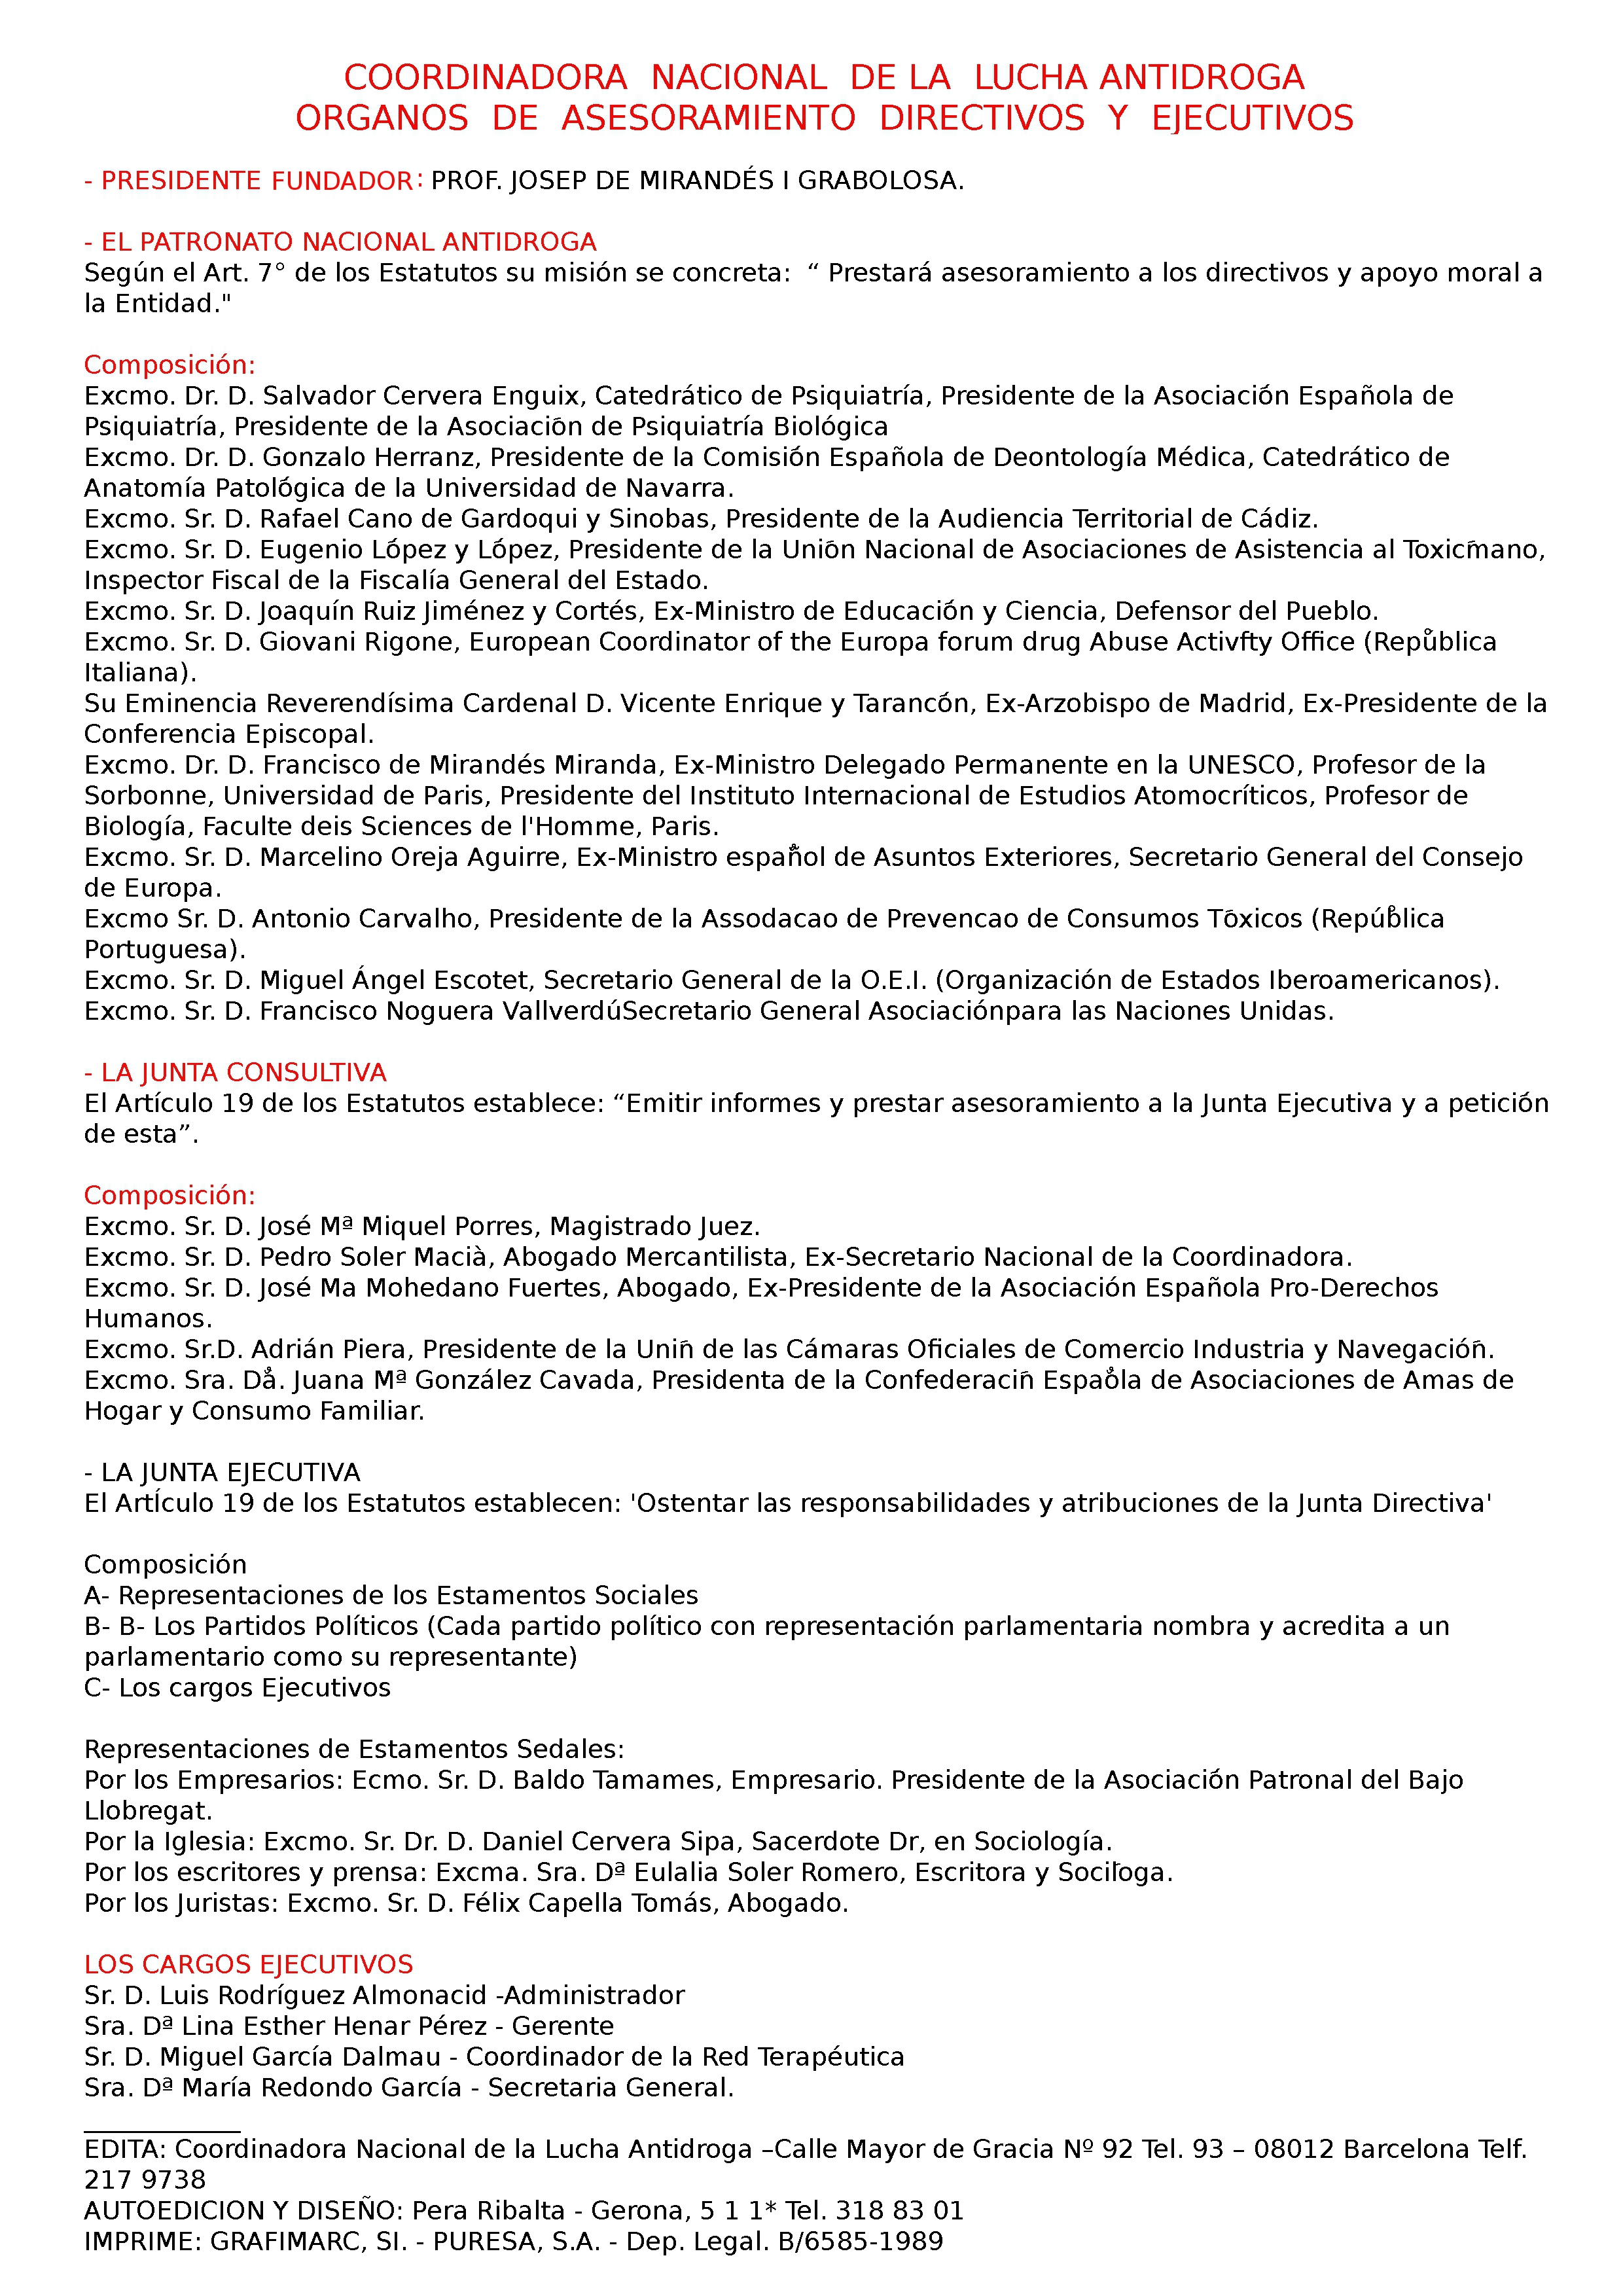 COORDINADORA NACIONAL DE LA LUCHA ANTIDROGA
ORGANOS DE ASESORAMIENTO DIRECTIVOS Y EJECUTIVOS
- PRESIDENTE FUNDADOR: PROF. JOSEP DE MIRANDÉS I GRABOLOSA.
- EL PATRONATO NACIONAL ANTIDROGA
Según el Art. 7° de los Estatutos su misión se concreta: “ Prestará asesoramiento a los directivos y apoyo moral a
la Entidad."
Composición:
Excmo. Dr. D. Salvador Cervera Enguix, Catedrático de Psiquiatría, Presidente de la Asociación Española de
Psiquiatría, Presidente de la Asociación de Psiquiatría Biológica
Excmo. Dr. D. Gonzalo Herranz, Presidente de la Comisión Española de Deontología Médica, Catedrático de
Anatomía Patológica de la Universidad de Navarra.
Excmo. Sr. D. Rafael Cano de Gardoqui y Sinobas, Presidente de la Audiencia Territorial de Cádiz.
Excmo. Sr. D. Eugenio López y López, Presidente de la Unión Nacional de Asociaciones de Asistencia al Toxicḿano,
Inspector Fiscal de la Fiscalía General del Estado.
Excmo. Sr. D. Joaquín Ruiz Jiménez y Cortés, Ex-Ministro de Educación y Ciencia, Defensor del Pueblo.
Excmo. Sr. D. Giovani Rigone, European Coordinator of the Europa forum drug Abuse Activfty Office (Repůblica
Italiana).
Su Eminencia Reverendísima Cardenal D. Vicente Enrique y Tarancón, Ex-Arzobispo de Madrid, Ex-Presidente de la
Conferencia Episcopal.
Excmo. Dr. D. Francisco de Mirandés Miranda, Ex-Ministro Delegado Permanente en la UNESCO, Profesor de la
Sorbonne, Universidad de Paris, Presidente del Instituto Internacional de Estudios Atomocríticos, Profesor de
Biología, Faculte deis Sciences de l'Homme, Paris.
Excmo. Sr. D. Marcelino Oreja Aguirre, Ex-Ministro español de Asuntos Exteriores, Secretario General del Consejo
de Europa.
Excmo Sr. D. Antonio Carvalho, Presidente de la Assodacao de Prevencao de Consumos Tóxicos (República
Portuguesa).
Excmo. Sr. D. Miguel Ángel Escotet, Secretario General de la O.E.I. (Organización de Estados Iberoamericanos).
Excmo. Sr. D. Francisco Noguera VallverdúSecretario General Asociaciónpara las Naciones Unidas.
- LA JUNTA CONSULTIVA
El Artículo 19 de los Estatutos establece: “Emitir informes y prestar asesoramiento a la Junta Ejecutiva y a petición
de esta”.
Composición:
Excmo. Sr. D. José Mª Miquel Porres, Magistrado Juez.
Excmo. Sr. D. Pedro Soler Macià, Abogado Mercantilista, Ex-Secretario Nacional de la Coordinadora.
Excmo. Sr. D. José Ma Mohedano Fuertes, Abogado, Ex-Presidente de la Asociación Española Pro-Derechos
Humanos.
Excmo. Sr.D. Adrián Piera, Presidente de la Uniń de las Cámaras Oficiales de Comercio Industria y Navegacióń.
Excmo. Sra. Då. Juana Mª González Cavada, Presidenta de la Confederaciń Espao̊la de Asociaciones de Amas de
Hogar y Consumo Familiar.
- LA JUNTA EJECUTIVA
El ArtÍculo 19 de los Estatutos establecen: 'Ostentar las responsabilidades y atribuciones de la Junta Directiva'
Composición
A- Representaciones de los Estamentos Sociales
B- B- Los Partidos Políticos (Cada partido político con representación parlamentaria nombra y acredita a un
parlamentario como su representante)
C- Los cargos Ejecutivos
Representaciones de Estamentos Sedales:
Por los Empresarios: Ecmo. Sr. D. Baldo Tamames, Empresario. Presidente de la Asociación Patronal del Bajo
Llobregat.
Por la Iglesia: Excmo. Sr. Dr. D. Daniel Cervera Sipa, Sacerdote Dr, en Sociología.
Por los escritores y prensa: Excma. Sra. Dª Eulalia Soler Romero, Escritora y Sociĺoga.
Por los Juristas: Excmo. Sr. D. Félix Capella Tomás, Abogado.
LOS CARGOS EJECUTIVOS
Sr. D. Luis Rodríguez Almonacid -Administrador
Sra. Dª Lina Esther Henar Pérez - Gerente
Sr. D. Miguel García Dalmau - Coordinador de la Red Terapéutica
Sra. Dª María Redondo García - Secretaria General.
EDITA: Coordinadora Nacional de la Lucha Antidroga –Calle Mayor de Gracia Nº 92 Tel. 93 – 08012 Barcelona Telf.
217 9738
AUTOEDICION Y DISEÑO: Pera Ribalta - Gerona, 5 1 1* Tel. 318 83 01
IMPRIME: GRAFIMARC, SI. - PURESA, S.A. - Dep. Legal. B/6585-1989